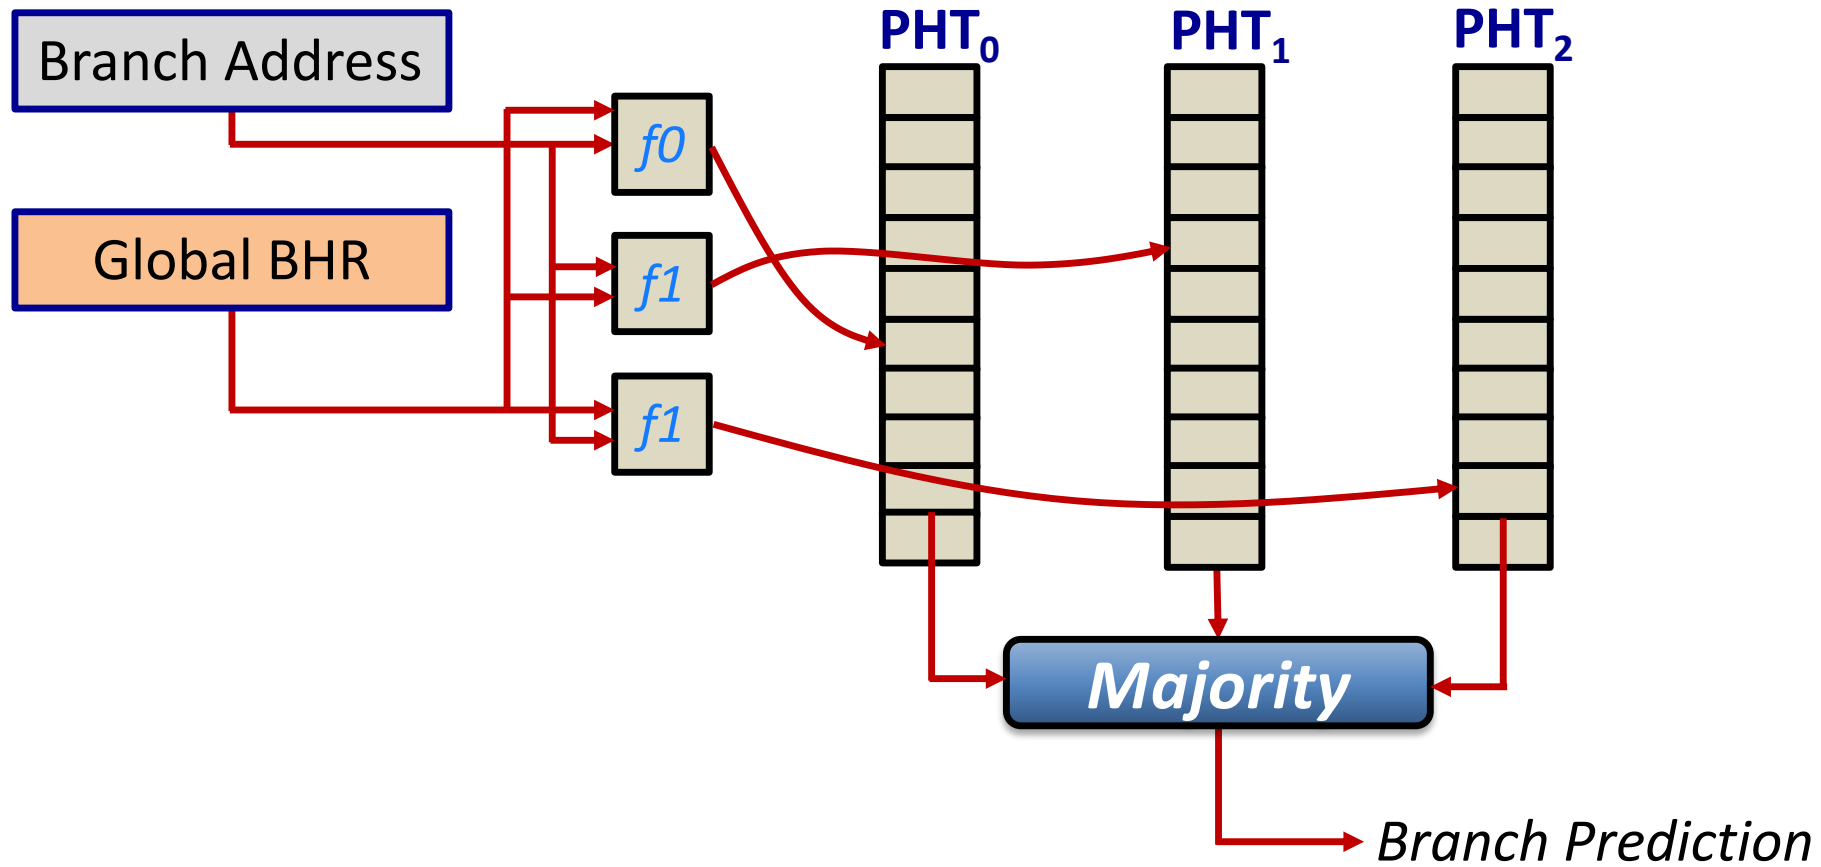 Branch Address
Global BHR
f0
f1
f1
PHT0
PHT1
PHT2
Majority
Branch Prediction